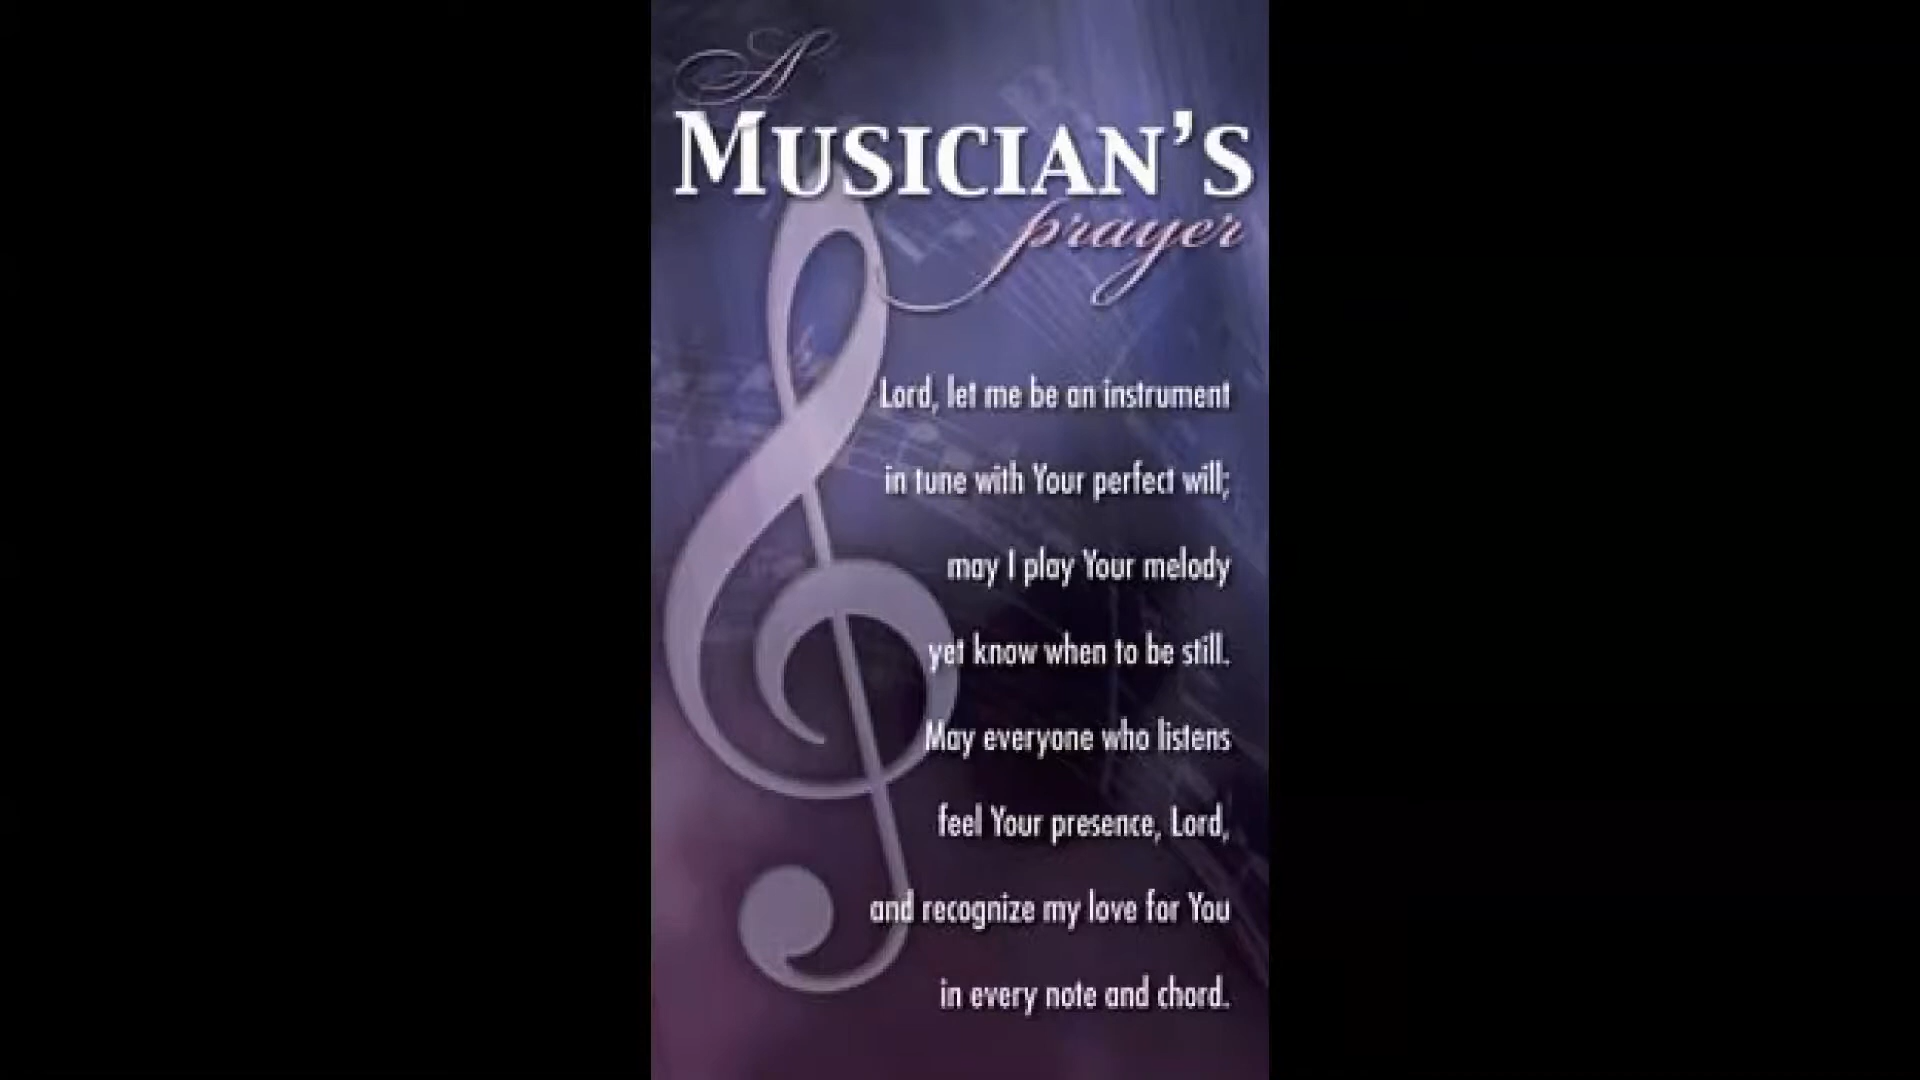 A
MUSICIAN'S
prayer
Lord, let me be an instrument
in tune with Your perfect will;
may I play Your melody
yet know when to be still.
May everyone who listens
feel Your presence, Lord,
and recognize my love for You
in every note and chord.